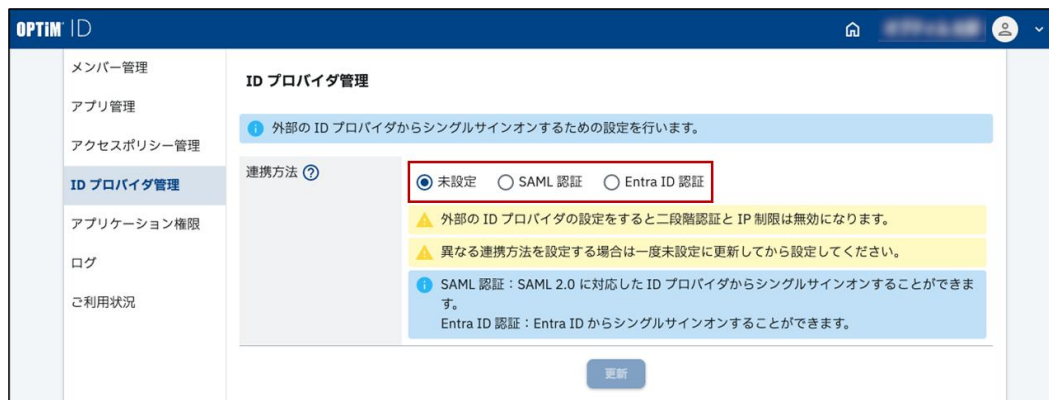 OPTiM ID
メンバー管理
アプリ管理
アクセスポリシー管理
ID プロバイダ管理
アプリケーション権限
ログ
ご利用状況
ID プロバイダ管理
外部の ID プロバイダからシングルサインオンするための設定を行います。
連携方法
未設定 SAML 認証 Entra ID 認証
外部の ID プロバイダの設定をすると二段階認証と IP 制限は無効になります。
異なる連携方法を設定する場合は一度未設定に更新してから設定してください。
SAML 認証：SAML 2.0 に対応した ID プロバイダからシングルサインオンすることができま
す。
Entra ID 認証：Entra ID からシングルサインオンすることができます。
更新